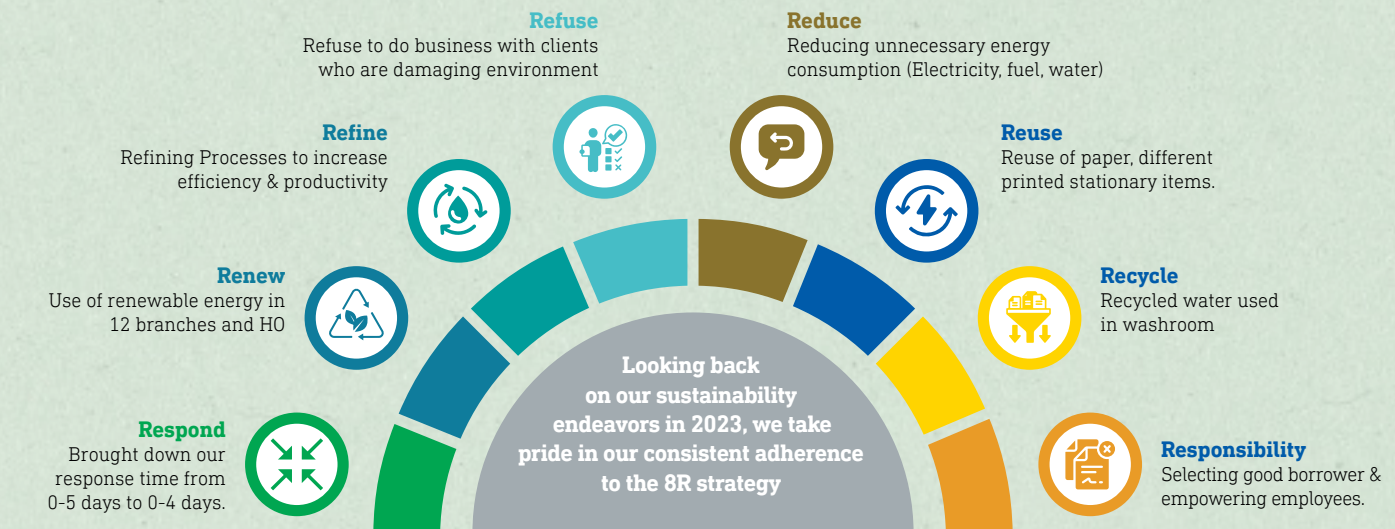 Refuse
Refuse to do business with clients
who are damaging environment
Reduce
Reducing unnecessary energy
consumption (Electricity, fuel, water)
Refine
Refining Processes to increase
efficiency & productivity
Reuse
Reuse of paper, different
printed stationary items.
Renew
Use of renewable energy in
12 branches and HO
Recycle
Recycled water used
in washroom
Respond
Brought down our
response time from
0-5 days to 0-4 days.
Looking back
on our sustainability
endeavors in 2023, we take
pride in our consistent adherence
to the 8R strategy
Responsibility
Selecting good borrower &
empowering employees.